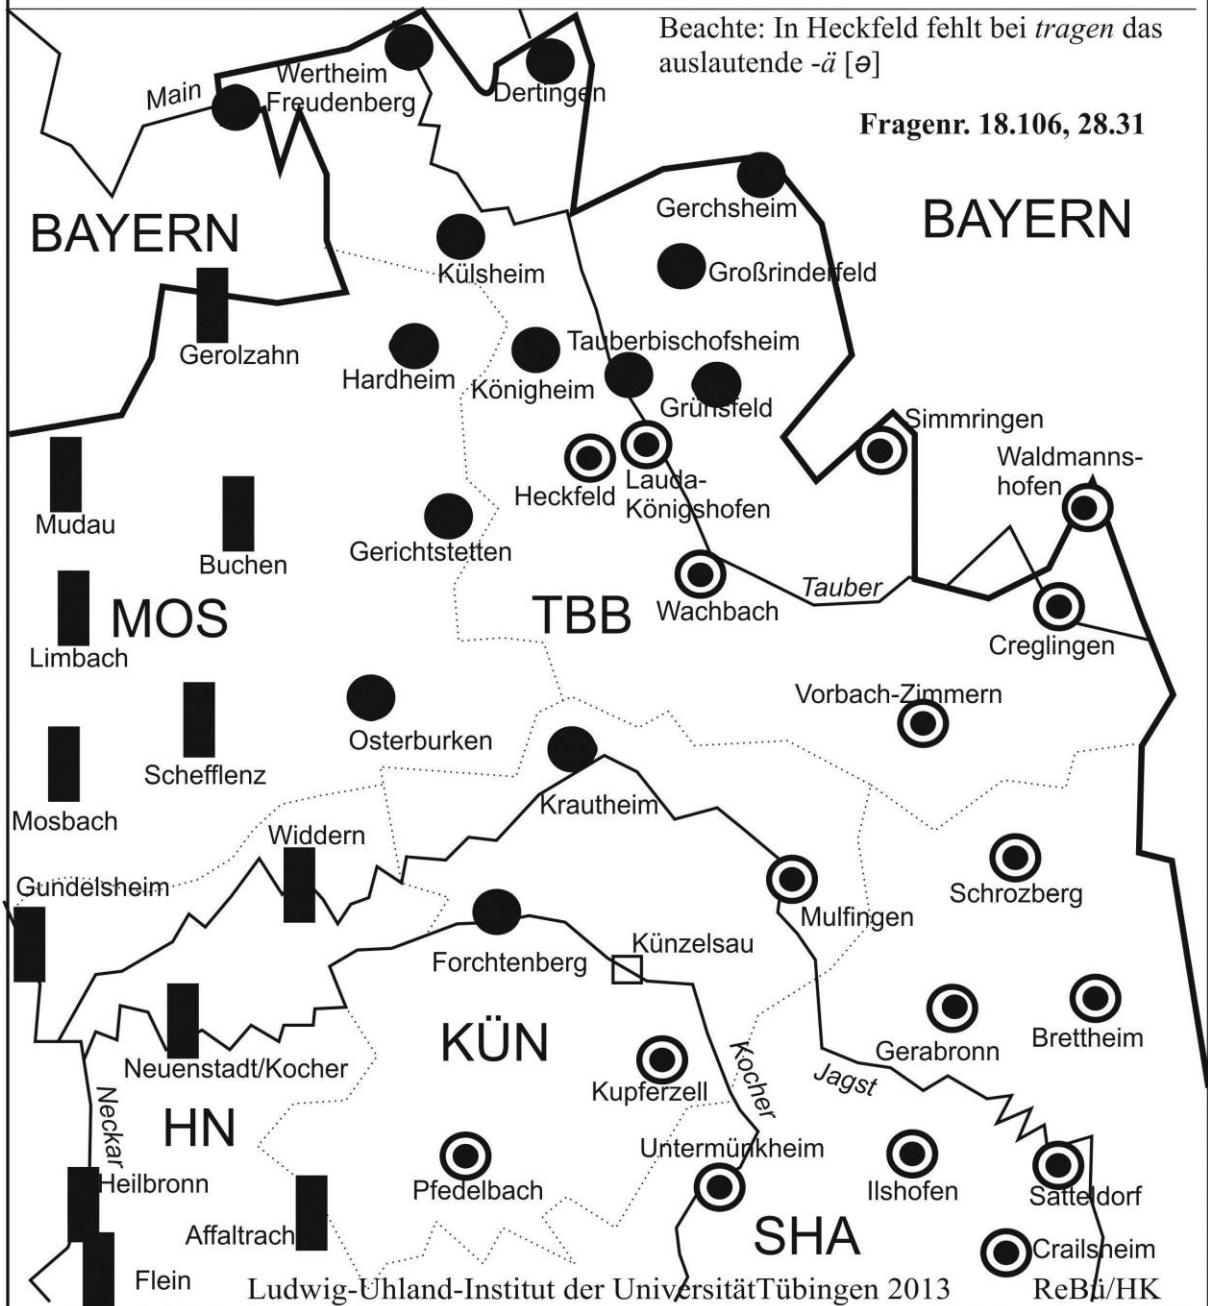 Beachte: In Heckfeld fehlt bei tragen das
auslautende -ä [ə]
Fragenr. 18.106, 28.31
Main
Wertheim
Freudenberg
Dertingen
BAYERN
Gerchsheim
BAYERN
Külsheim
Großrinderfeld
Gerolzahn
Tauberbischofsheim
Hardheim
Königheim
Grünsfeld
Simmringen
Waldmanns-
hofen
Heckfeld
Lauda-
Königshofen
Mudau
Buchen
Gerichtstetten
Wachbach
Tauber
MOS
TBB
Limbach
Creglingen
Vorbach-Zimmern
Osterburken
Schefflenz
Krautheim
Mosbach
Widdern
Gundelsheim
Schrozberg
Mulfingen
Künzelsau
Forchtenberg
KÜN
Gerabronn
Brettheim
Neuenstadt/Kocher
Kupferzell
Kocher
Jagst
Neckar
HN
Untermünkheim
Heilbronn
Pfedelbach
Ilshofen
Satteldorf
Affaltrach
SHA
Crailsheim
Flein
Ludwig-Uhland-Institut der UniversitätTübingen 2013
ReBü/HK